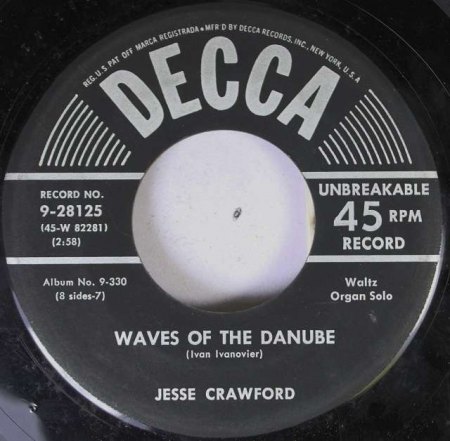 REG. U.S. PAT. OFF. MARCA REGISTRADA • MFR'D BY DECCA RECORDS, INC., NEW YORK, U.S.A.
DECCA
RECORD NO.
9-28125
(45-W 82281)
(2:58)
UNBREAKABLE
45 RPM
RECORD
Album No. 9-330
(8 sides-7)
Waltz
Organ Solo
WAVES OF THE DANUBE
(Ivan Ivanovier)
JESSE CRAWFORD